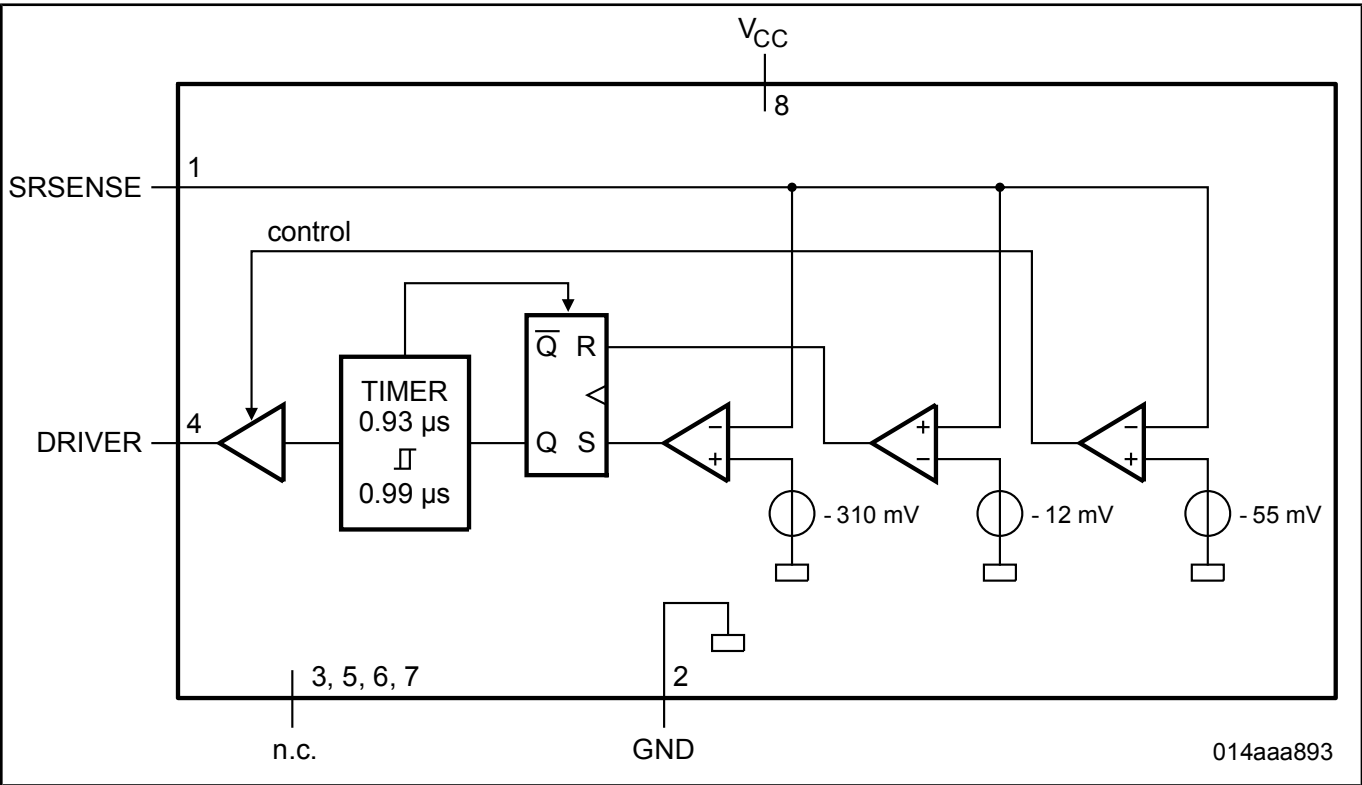 VCC
8
1
SRSENSE
control
Q R
TIMER
0.93 µs
0.99 µs
4
DRIVER
Q S
−
+
+
−
−
+
- 310 mV
- 12 mV
- 55 mV
3, 5, 6, 7
2
n.c.
GND
014aaa893